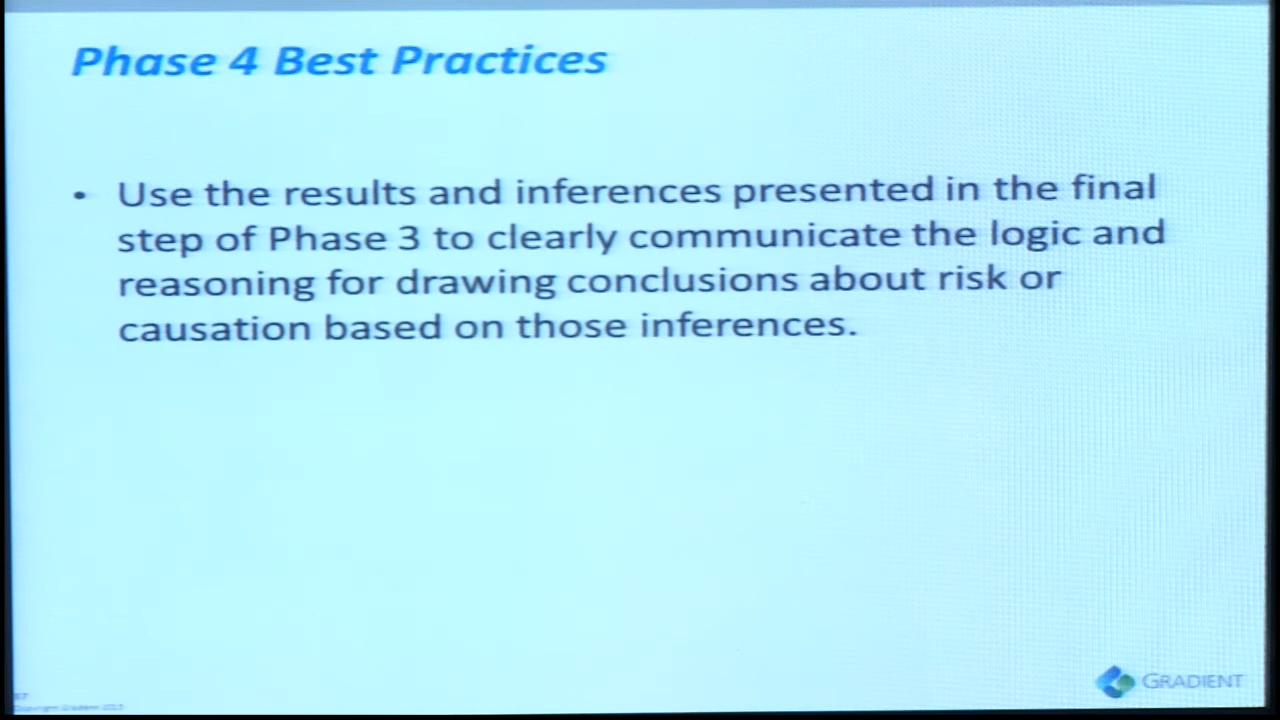 Phase 4 Best Practices
• Use the results and inferences presented in the final
step of Phase 3 to clearly communicate the logic and
reasoning for drawing conclusions about risk or
causation based on those inferences.
GRADIENT